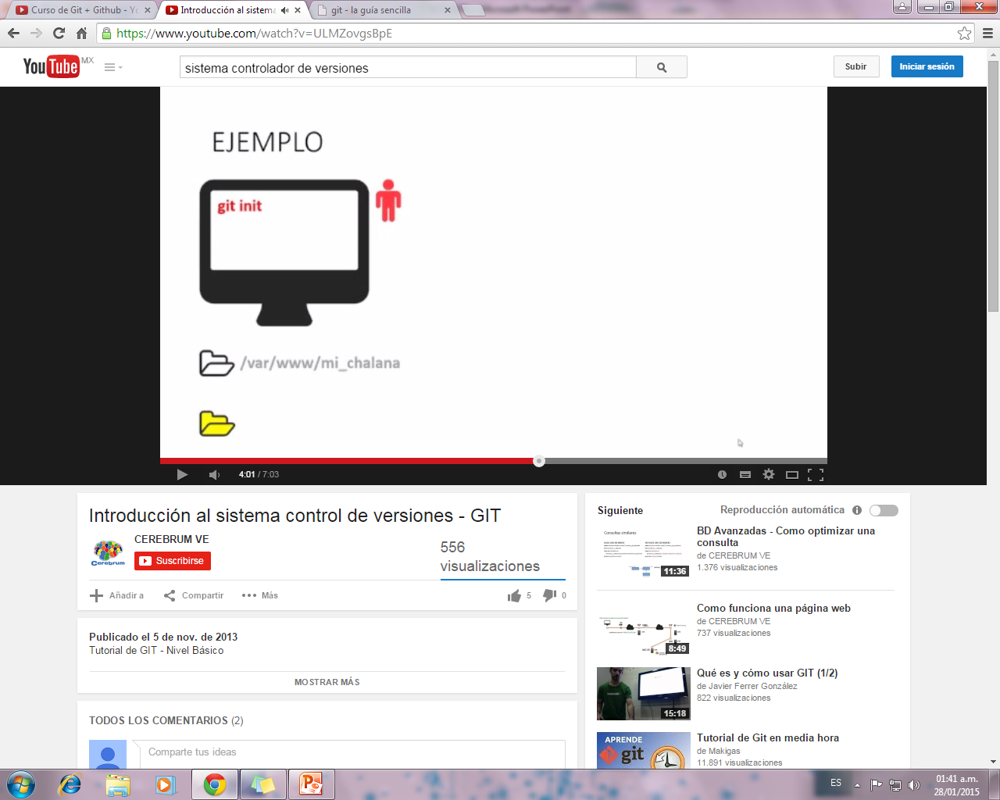 Curso de Git + Github - Yo
Introducción al sistema
git - la guía sencilla
Microsoft PowerPoint
https://www.youtube.com/watch?v=ULMZovgsBpE
YouTube MX
sistema controlador de versiones
Subir
Iniciar sesión
EJEMPLO
git init
/var/www/mi_chalana
4:01 / 7:03
Introducción al sistema control de versiones - GIT
CEREBRUM VE
Cerebrum
Suscribirse
556
visualizaciones
Añadir a
Compartir
Más
5
0
Publicado el 5 de nov. de 2013
Tutorial de GIT - Nivel Básico
MOSTRAR MÁS
TODOS LOS COMENTARIOS (2)
Comparte tus ideas
Siguiente
Reproducción automática
Consultas similares
11:36
BD Avanzadas - Como optimizar una
consulta
de CEREBRUM VE
1.376 visualizaciones
8:49
Como funciona una página web
de CEREBRUM VE
737 visualizaciones
15:18
Qué es y cómo usar GIT (1/2)
de Javier Ferrer González
822 visualizaciones
APRENDE
git
Tutorial de Git en media hora
de Makigas
11.891 visualizaciones
ES
01:41 a.m.
28/01/2015